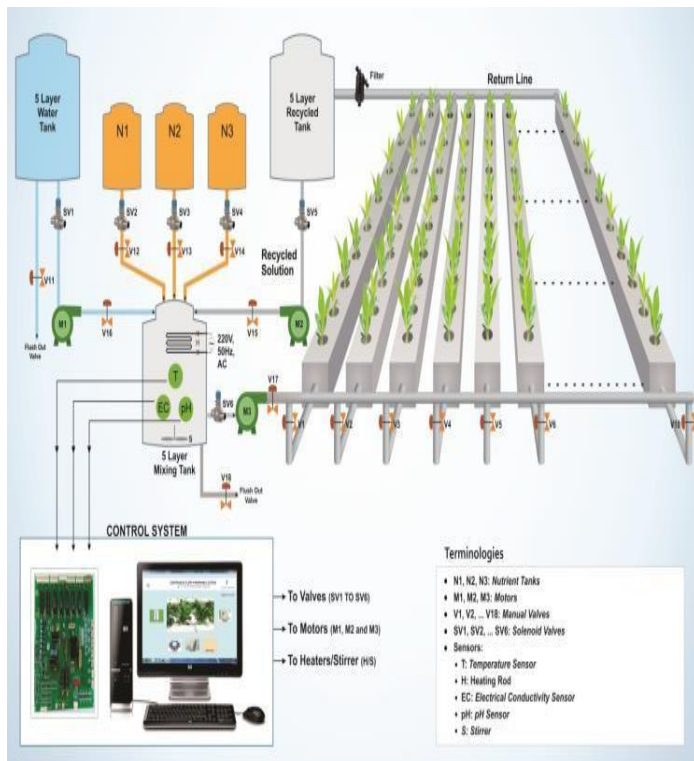 5 Layer
Water
Tank
N1
N2
N3
5 Layer
Recycled
Tank
Filter
Return Line
SV1
SV2
SV3
SV4
SV5
V11
V12
V13
V14
Recycled
Solution
Flush Out
Valve
M1
V16
V15
M2
H
220V,
50Hz,
AC
T
EC
pH
S
5 Layer
Mixing Tank
SV6
M3
V17
V1
V2
V3
V4
V5
V6
V10
V18
Flush Out
Valve
CONTROL SYSTEM
To Valves (SV1 TO SV6)
To Motors (M1, M2 and M3)
To Heaters/Stirrer (H/S)
Terminologies
• N1, N2, N3: Nutrient Tanks
• M1, M2, M3: Motors
• V1, V2, ... V18: Manual Valves
• SV1, SV2, ... SV6: Solenoid Valves
• Sensors:
• T: Temperature Sensor
• H: Heating Rod
• EC: Electrical Conductivity Sensor
• pH: pH Sensor
• S: Stirrer